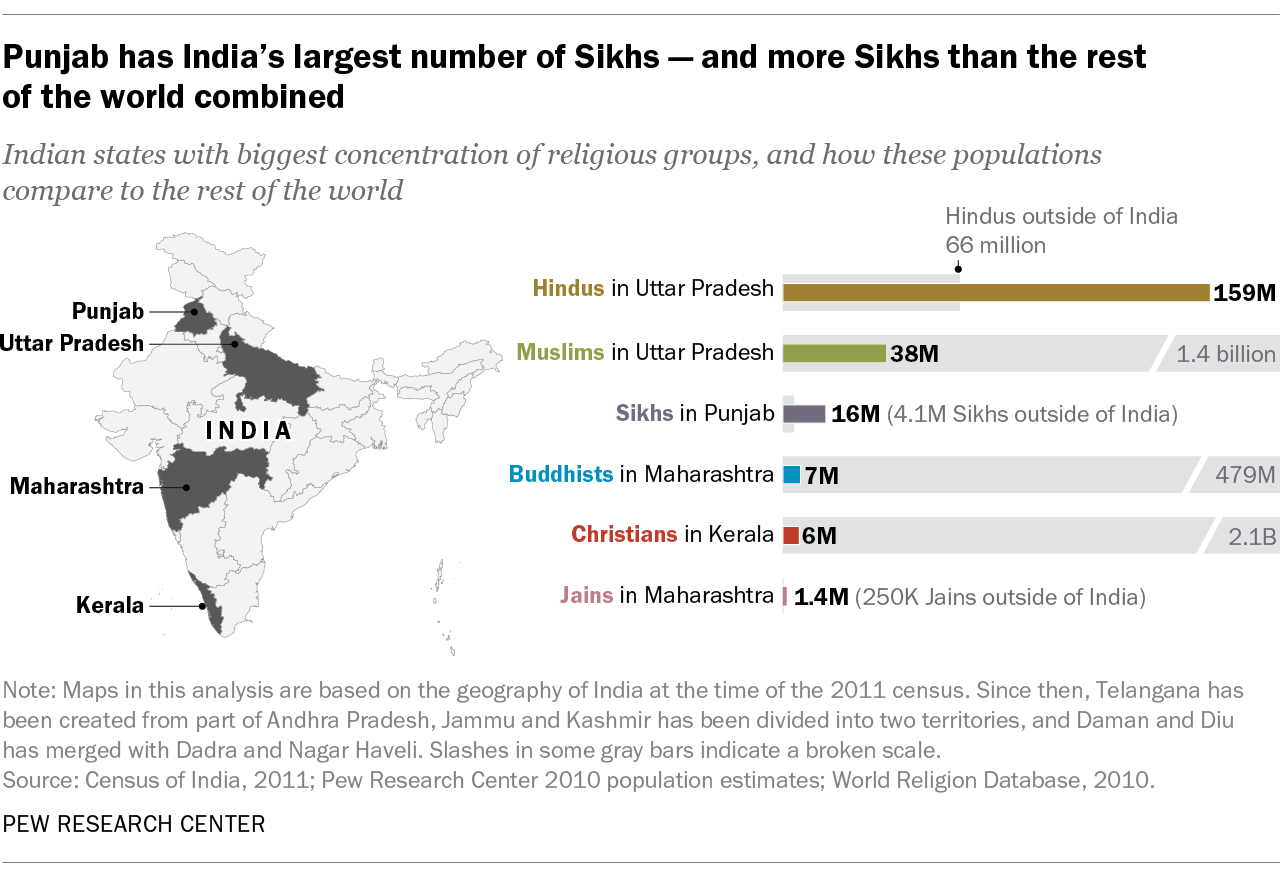 Punjab has India’s largest number of Sikhs — and more Sikhs than the rest
of the world combined
Indian states with biggest concentration of religious groups, and how these populations
compare to the rest of the world
Punjab
Uttar Pradesh
INDIA
Maharashtra
Kerala
Hindus outside of India
66 million
Hindus in Uttar Pradesh 159M
Muslims in Uttar Pradesh 38M 1.4 billion
Sikhs in Punjab 16M (4.1M Sikhs outside of India)
Buddhists in Maharashtra 7M 479M
Christians in Kerala 6M 2.1B
Jains in Maharashtra 1.4M (250K Jains outside of India)
Note: Maps in this analysis are based on the geography of India at the time of the 2011 census. Since then, Telangana has
been created from part of Andhra Pradesh, Jammu and Kashmir has been divided into two territories, and Daman and Diu
has merged with Dadra and Nagar Haveli. Slashes in some gray bars indicate a broken scale.
Source: Census of India, 2011; Pew Research Center 2010 population estimates; World Religion Database, 2010.
PEW RESEARCH CENTER